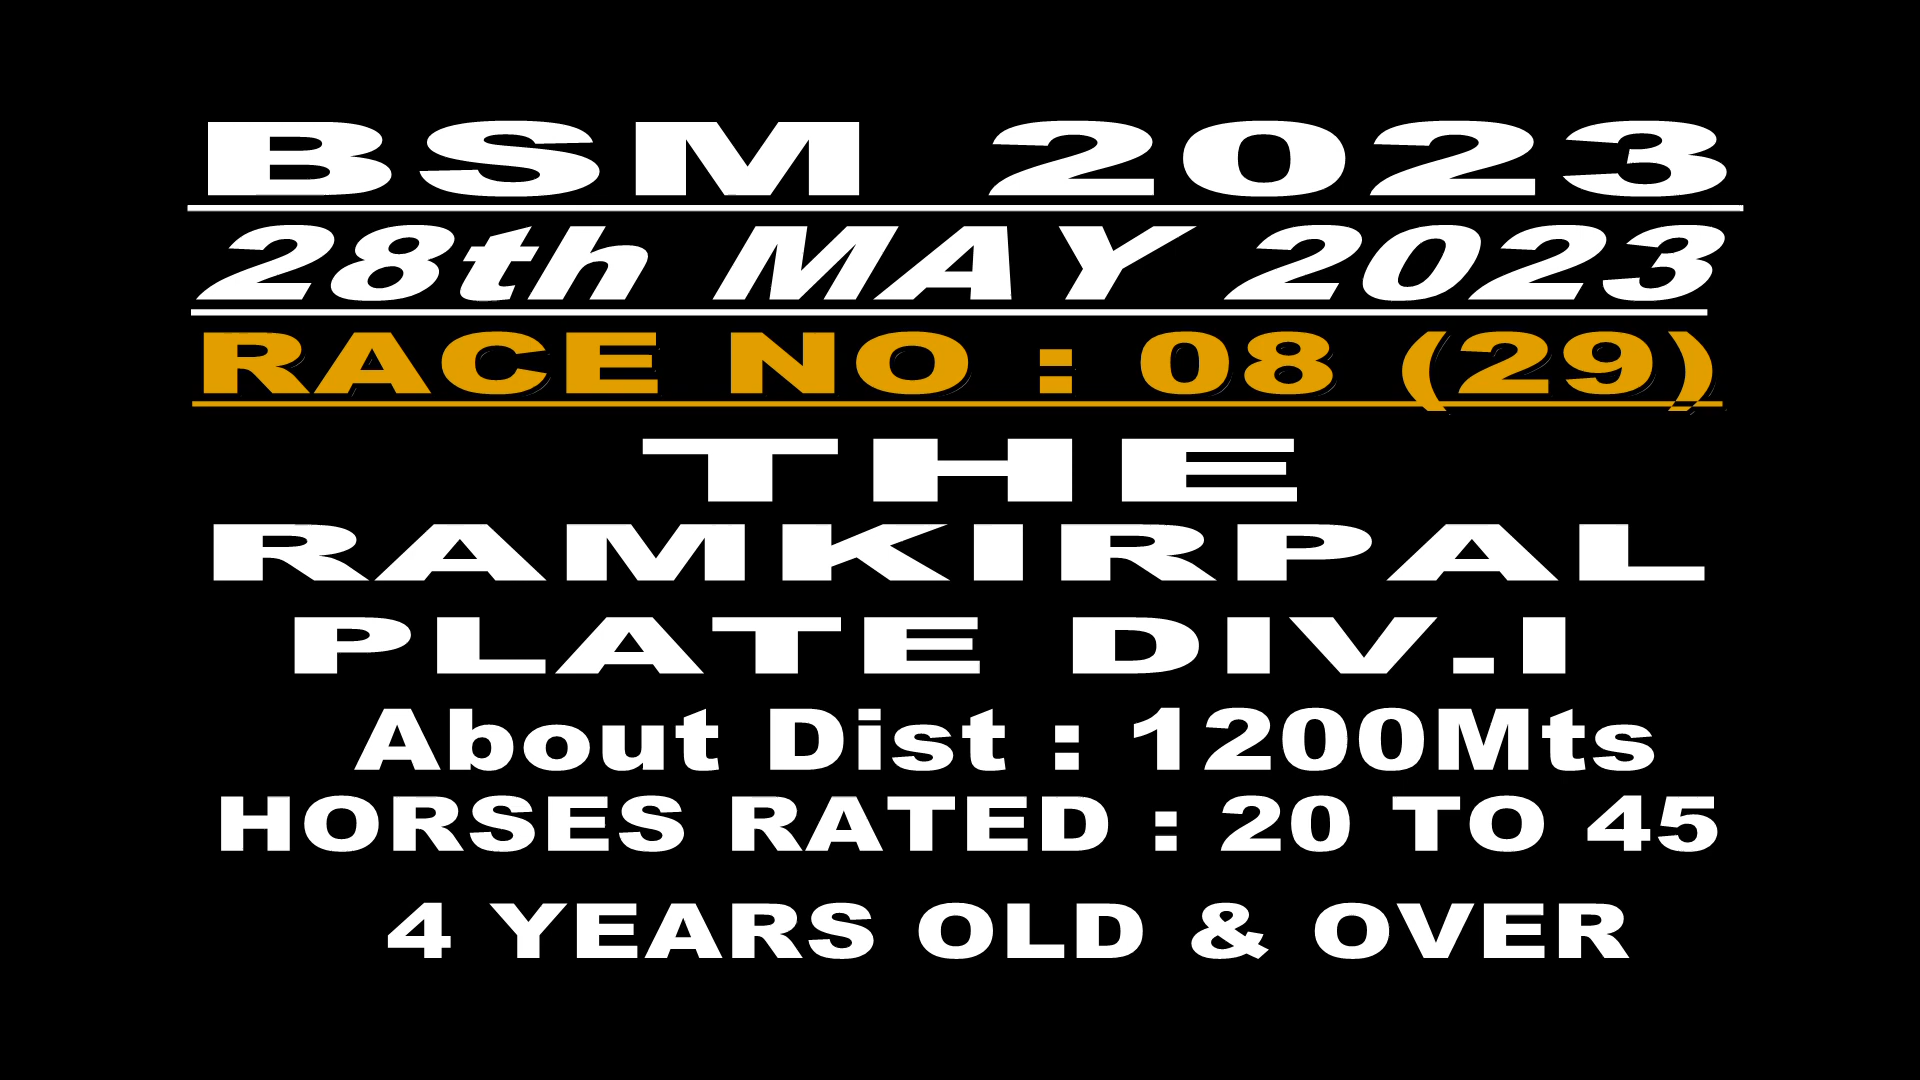 BSM 2023
28th MAY 2023
RACE NO : 08 (29)
THE
RAMKIRPAL
PLATE DIV.I
About Dist : 1200Mts
HORSES RATED : 20 TO 45
4 YEARS OLD & OVER